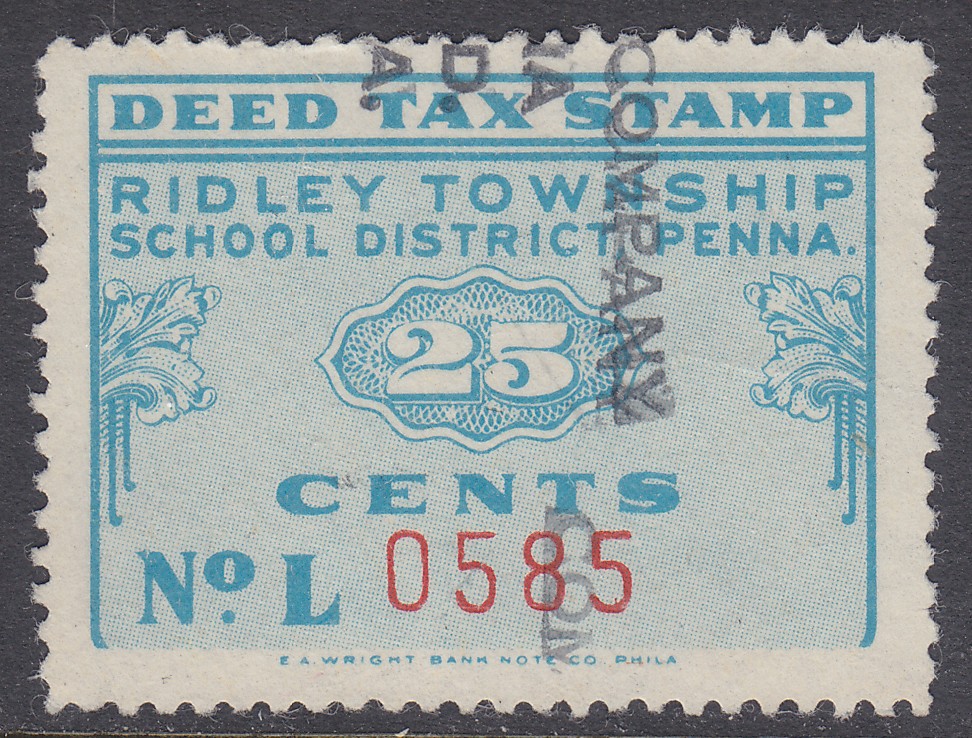 DEED TAX STAMP
RIDLEY TOWNSHIP
SCHOOL DISTRICT PENNA.
25
CENTS
No. L 0585
E. A. WRIGHT BANK NOTE CO. PHILA
COMPANY
D.
A.